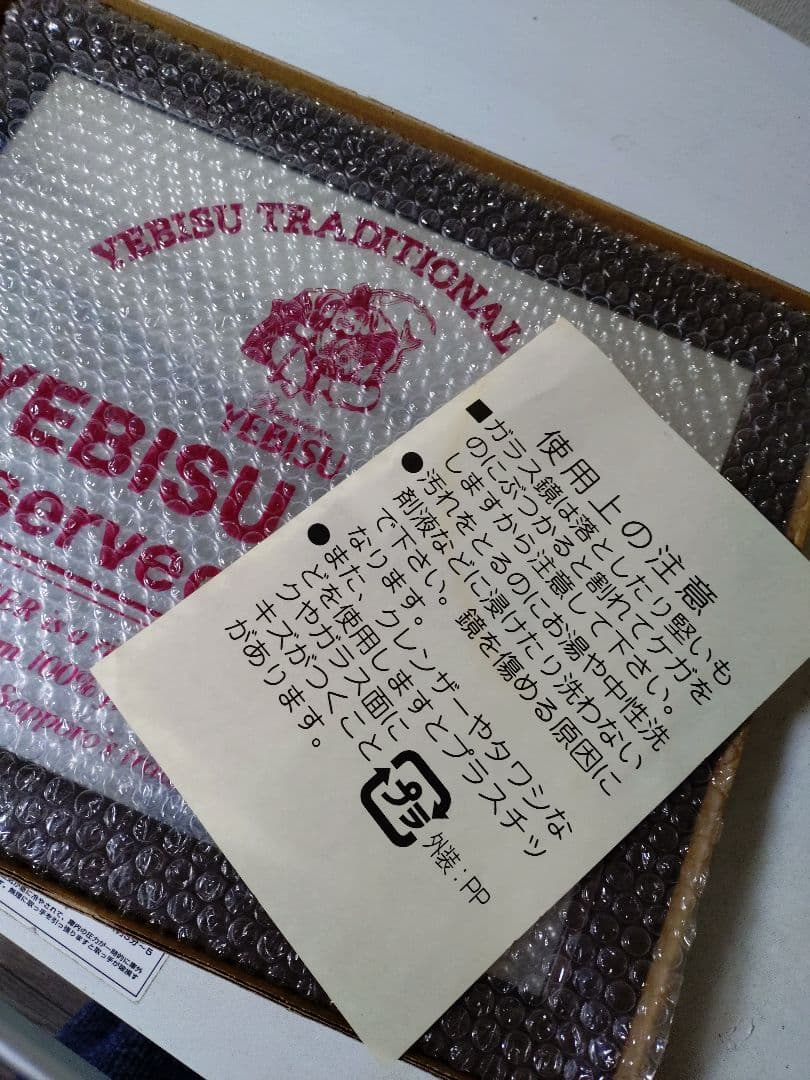 YEBISU TRADITIONAL
Premium
YEBISU
YEBISU
served
100%
Sapporo's
使用上の注意
■ガラス鏡は落としたり堅いも
のにぶつかると割れてケガを
しますから注意して下さい。
●汚れをとるのにお湯や中性洗
剤液などに浸けたり洗わない
で下さい。 鏡を傷める原因に
なります。
●また、クレンザーやタワシな
どを使用しますとプラスチッ
クやガラス面に
キズがつくこと
があります。
プラ
外装:PP